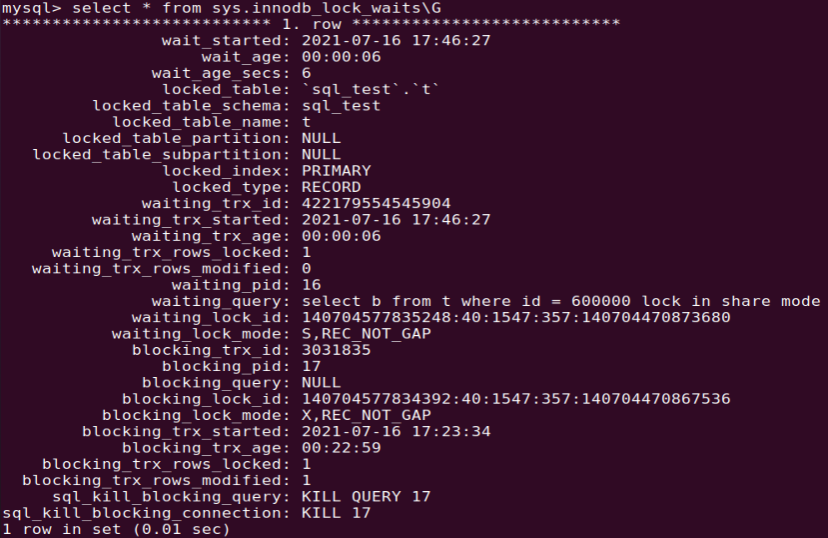 mysql> select * from sys.innodb_lock_waits\G
*************************** 1. row ***************************
wait_started: 2021-07-16 17:46:27
wait_age: 00:00:06
wait_age_secs: 6
locked_table: `sql_test`.`t`
locked_table_schema: sql_test
locked_table_name: t
locked_table_partition: NULL
locked_table_subpartition: NULL
locked_index: PRIMARY
locked_type: RECORD
waiting_trx_id: 422179554545904
waiting_trx_started: 2021-07-16 17:46:27
waiting_trx_age: 00:00:06
waiting_trx_rows_locked: 1
waiting_trx_rows_modified: 0
waiting_pid: 16
waiting_query: select b from t where id = 600000 lock in share mode
waiting_lock_id: 140704577835248:40:1547:357:140704470873680
waiting_lock_mode: S,REC_NOT_GAP
blocking_trx_id: 3031835
blocking_pid: 17
blocking_query: NULL
blocking_lock_id: 140704577834392:40:1547:357:140704470867536
blocking_lock_mode: X,REC_NOT_GAP
blocking_trx_started: 2021-07-16 17:23:34
blocking_trx_age: 00:22:59
blocking_trx_rows_locked: 1
blocking_trx_rows_modified: 1
sql_kill_blocking_query: KILL QUERY 17
sql_kill_blocking_connection: KILL 17
1 row in set (0.01 sec)